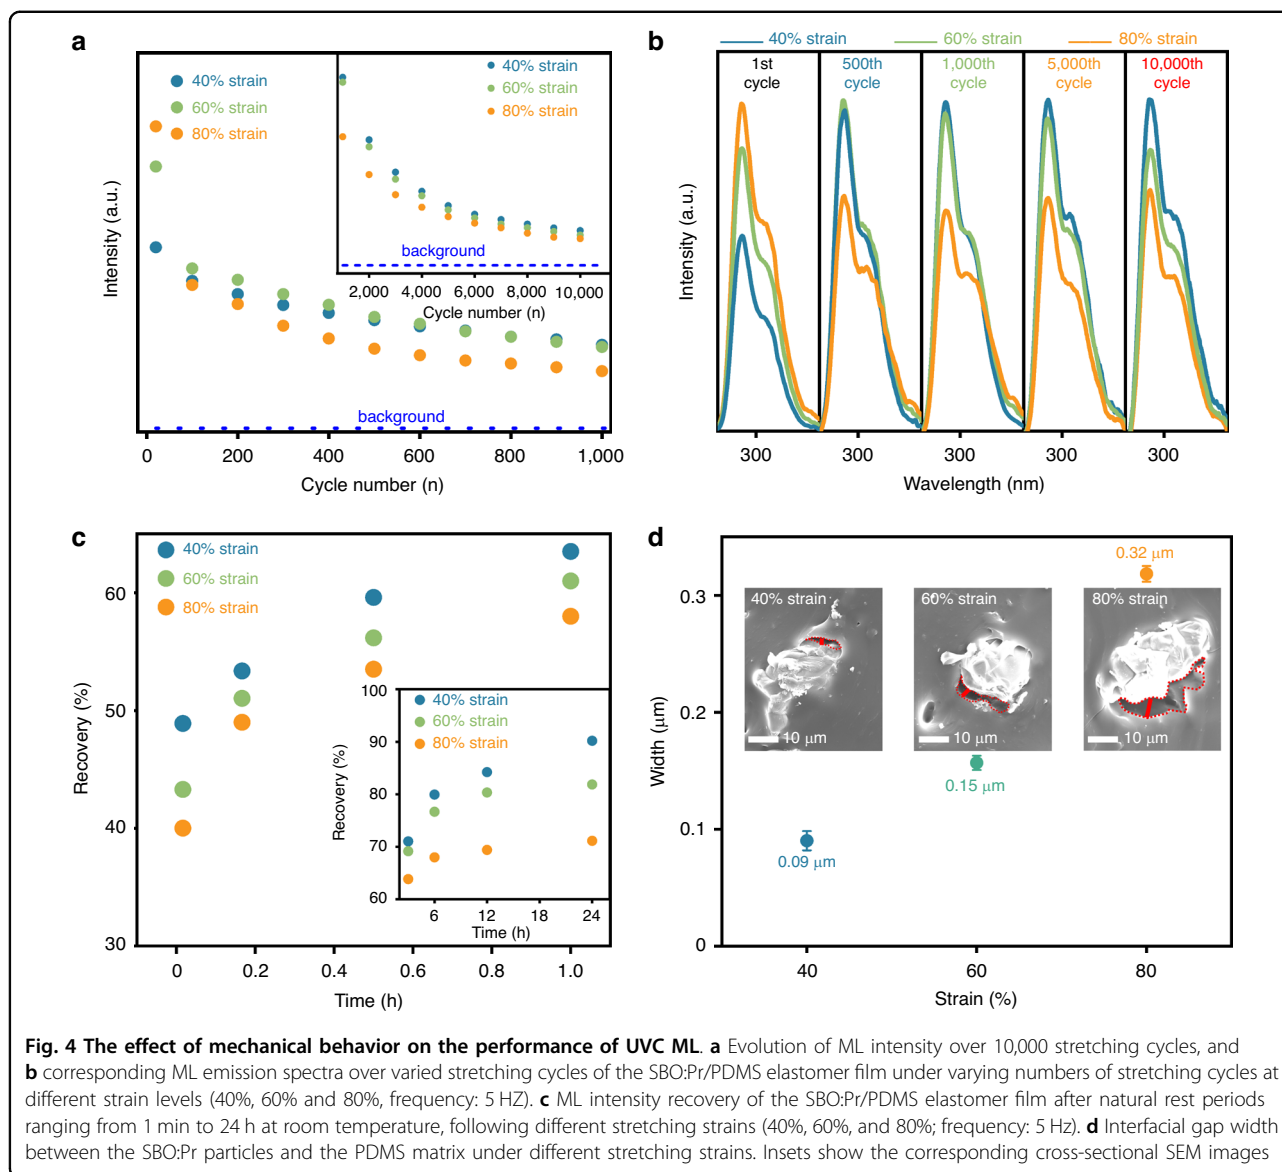 a
Intensity (a.u.)
40% strain
60% strain
80% strain
40% strain
60% strain
80% strain
background
2,000 4,000 6,000 8,000 10,000
Cycle number (n)
background
0 200 400 600 800 1,000
Cycle number (n)
b
40% strain 60% strain 80% strain
1st cycle
500th cycle
1,000th cycle
5,000th cycle
10,000th cycle
Intensity (a.u.)
300 300 300 300 300
Wavelength (nm)
c
Recovery (%)
60
50
40
30
40% strain
60% strain
80% strain
Recovery (%)
100
90
80
70
60
40% strain
60% strain
80% strain
6 12 18 24
Time (h)
0 0.2 0.4 0.6 0.8 1.0
Time (h)
d
Width (μm)
0.3
0.2
0.1
0
0.32 μm
40% strain
60% strain
80% strain
10 μm
10 μm
10 μm
0.15 μm
0.09 μm
40 60 80
Strain (%)
Fig. 4 The effect of mechanical behavior on the performance of UVC ML. a Evolution of ML intensity over 10,000 stretching cycles, and
b corresponding ML emission spectra over varied stretching cycles of the SBO:Pr/PDMS elastomer film under varying numbers of stretching cycles at
different strain levels (40%, 60% and 80%, frequency: 5 HZ). c ML intensity recovery of the SBO:Pr/PDMS elastomer film after natural rest periods
ranging from 1 min to 24 h at room temperature, following different stretching strains (40%, 60%, and 80%; frequency: 5 Hz). d Interfacial gap width
between the SBO:Pr particles and the PDMS matrix under different stretching strains. Insets show the corresponding cross-sectional SEM images